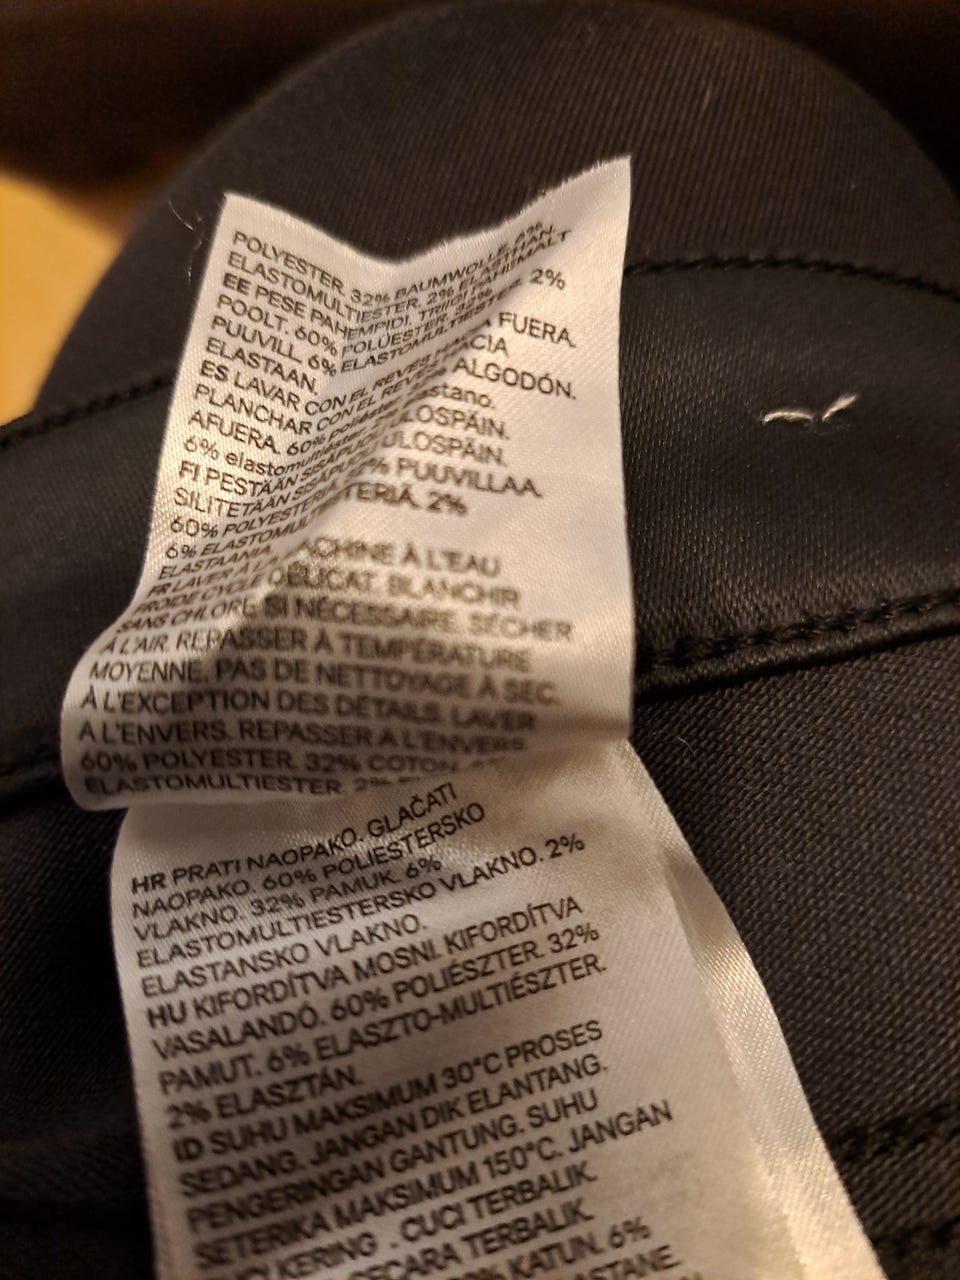 POLYESTER. 32% BAUMWOLLE. 6%
ELASTOMULTIESTER. 2% ELASTHAN.
EE PESE PAHEMPIDI. TRIIGI PAHEMALT
POOLT. 60% POLÜESTER. 32% 2%
PUUVILL. 6% ELASTOMULTIESTER.
ELASTAAN.
ES LAVAR CON EL REVÉS HACIA FUERA.
PLANCHAR CON EL REVÉS HACIA
AFUERA. 60% poliéster ALGODÓN.
6% elastomultiéster
FI PESTÄÄN SISÄPUOLI ULOSPÄIN.
SILITETÄÄN SISÄPUOLI ULOSPÄIN.
60% POLYESTERIÄ PUUVILLAA.
6% ELASTOMULTIESTERIÄ. 2%
ELASTAANIA.
FR LAVER À LA MACHINE À L'EAU
FROIDE CYCLE DÉLICAT. BLANCHIR
SANS CHLORE SI NÉCESSAIRE. SÉCHER
À L'AIR. REPASSER À TEMPÉRATURE
MOYENNE. PAS DE NETTOYAGE À SEC.
À L'EXCEPTION DES DÉTAILS. LAVER
A L'ENVERS. REPASSER A L'ENVERS
60% POLYESTER. 32% COTON.
ELASTOMULTIESTER. 2%
HR PRATI NAOPAKO. GLAČATI
NAOPAKO. 60% POLIESTERSKO
VLAKNO. 32% PAMUK. 6%
ELASTOMULTIESTERSKO VLAKNO. 2%
ELASTANSKO VLAKNO.
HU KIFORDÍTVA MOSNI. KIFORDÍTVA
VASALANDÓ. 60% POLIÉSZTER. 32%
PAMUT. 6% ELASZTO-MULTIÉSZTER.
2% ELASZTÁN.
ID SUHU MAKSIMUM 30°C PROSES
SEDANG. JANGAN DIKELANTANG.
PENGERINGAN GANTUNG. SUHU
SETERIKA MAKSIMUM 150°C. JANGAN
CUCI KERING . CUCI TERBALIK.
SECARA TERBALIK.
KATUN. 6%